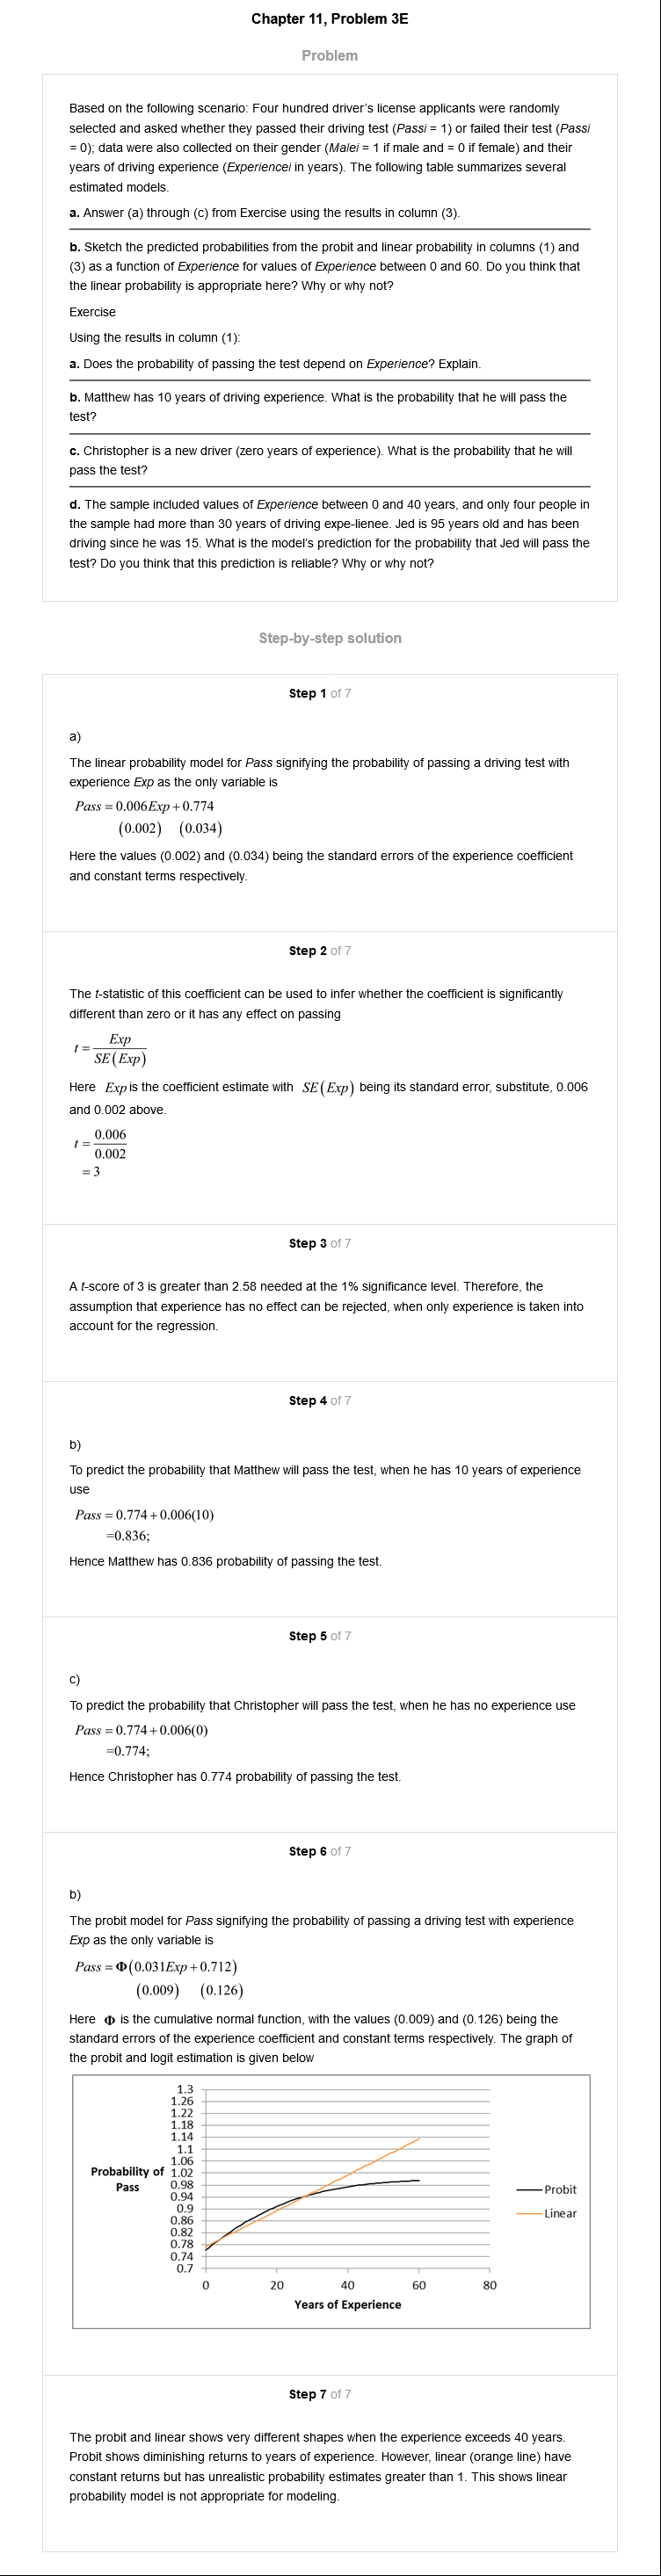 Chapter 11, Problem 3E
Problem
Based on the following scenario: Four hundred driver's license applicants were randomly
selected and asked whether they passed their driving test (Passi = 1) or failed their test (Passi
= 0); data were also collected on their gender (Malei = 1 if male and = 0 if female) and their
years of driving experience (Experiencei in years). The following table summarizes several
estimated models.
a. Answer (a) through (c) from Exercise using the results in column (3).
b. Sketch the predicted probabilities from the probit and linear probability in columns (1) and
(3) as a function of Experience for values of Experience between 0 and 60. Do you think that
the linear probability is appropriate here? Why or why not?
Exercise
Using the results in column (1):
a. Does the probability of passing the test depend on Experience? Explain.
b. Matthew has 10 years of driving experience. What is the probability that he will pass the
test?
c. Christopher is a new driver (zero years of experience). What is the probability that he will
pass the test?
d. The sample included values of Experience between 0 and 40 years, and only four people in
the sample had more than 30 years of driving expe-lienee. Jed is 95 years old and has been
driving since he was 15. What is the model's prediction for the probability that Jed will pass the
test? Do you think that this prediction is reliable? Why or why not?
Step-by-step solution
Step 1 of 7
a)
The linear probability model for Pass signifying the probability of passing a driving test with
experience Exp as the only variable is
Pass = 0.006Exp + 0.774
(0.002) (0.034)
Here the values (0.002) and (0.034) being the standard errors of the experience coefficient
and constant terms respectively.
Step 2 of 7
The t-statistic of this coefficient can be used to infer whether the coefficient is significantly
different than zero or it has any effect on passing
t = Exp / SE(Exp)
Here Exp is the coefficient estimate with SE(Exp) being its standard error, substitute, 0.006
and 0.002 above.
t = 0.006 / 0.002
= 3
Step 3 of 7
A t-score of 3 is greater than 2.58 needed at the 1% significance level. Therefore, the
assumption that experience has no effect can be rejected, when only experience is taken into
account for the regression.
Step 4 of 7
b)
To predict the probability that Matthew will pass the test, when he has 10 years of experience
use
Pass = 0.774 + 0.006(10)
=0.836;
Hence Matthew has 0.836 probability of passing the test.
Step 5 of 7
c)
To predict the probability that Christopher will pass the test, when he has no experience use
Pass = 0.774 + 0.006(0)
=0.774;
Hence Christopher has 0.774 probability of passing the test.
Step 6 of 7
b)
The probit model for Pass signifying the probability of passing a driving test with experience
Exp as the only variable is
Pass = Φ(0.031Exp + 0.712)
(0.009) (0.126)
Here Φ is the cumulative normal function, with the values (0.009) and (0.126) being the
standard errors of the experience coefficient and constant terms respectively. The graph of
the probit and logit estimation is given below
1.3
1.26
1.22
1.18
1.14
1.1
1.06
1.02
0.98
0.94
0.9
0.86
0.82
0.78
0.74
0.7
Probability of
Pass
Probit
Linear
0 20 40 60 80
Years of Experience
Step 7 of 7
The probit and linear shows very different shapes when the experience exceeds 40 years.
Probit shows diminishing returns to years of experience. However, linear (orange line) have
constant returns but has unrealistic probability estimates greater than 1. This shows linear
probability model is not appropriate for modeling.